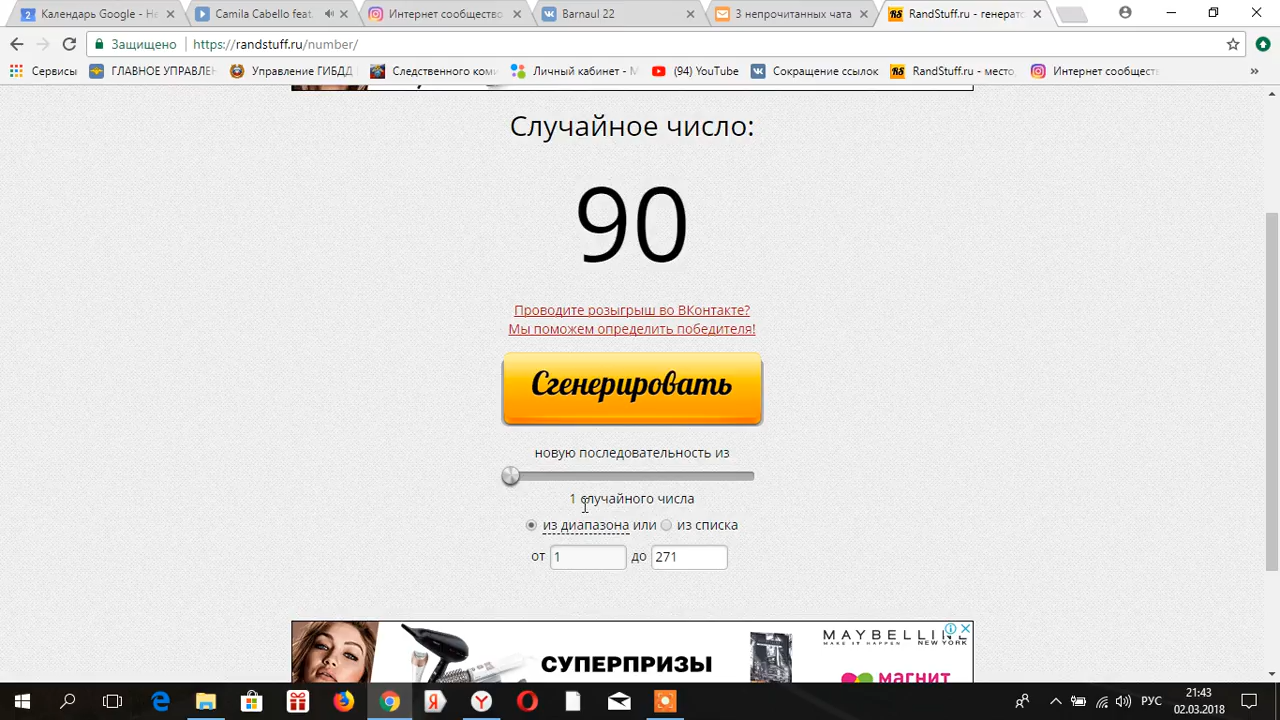 Календарь Google - Не
Camila Cabello feat.
Интернет сообщество
Barnaul 22
3 непрочитанных чата
RandStuff.ru - генерато
Защищено
https://randstuff.ru/number/
Сервисы
ГЛАВНОЕ УПРАВЛЕН
Управление ГИБДД
Следственного коми
Личный кабинет - М
(94) YouTube
Сокращение ссылок
RandStuff.ru - место,
Интернет сообщест
Случайное число:
90
Проводите розыгрыш во ВКонтакте?
Мы поможем определить победителя!
Сгенерировать
новую последовательность из
1 случайного числа
из диапазона или из списка
от 1 до 271
СУПЕРПРИЗЫ
MAYBELLINE
NEW YORK
МАГНИТ
РУС
21:43
02.03.2018